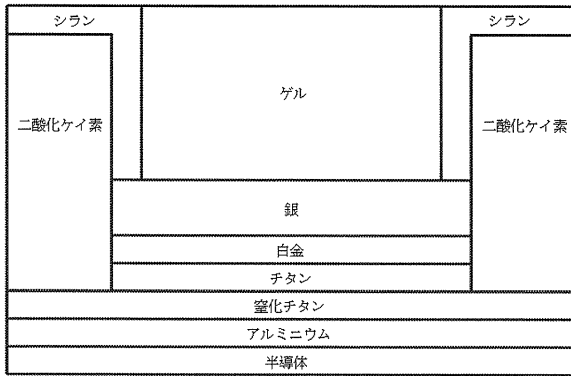 シラン
シラン
ゲル
二酸化ケイ素
二酸化ケイ素
銀
白金
チタン
窒化チタン
アルミニウム
半導体